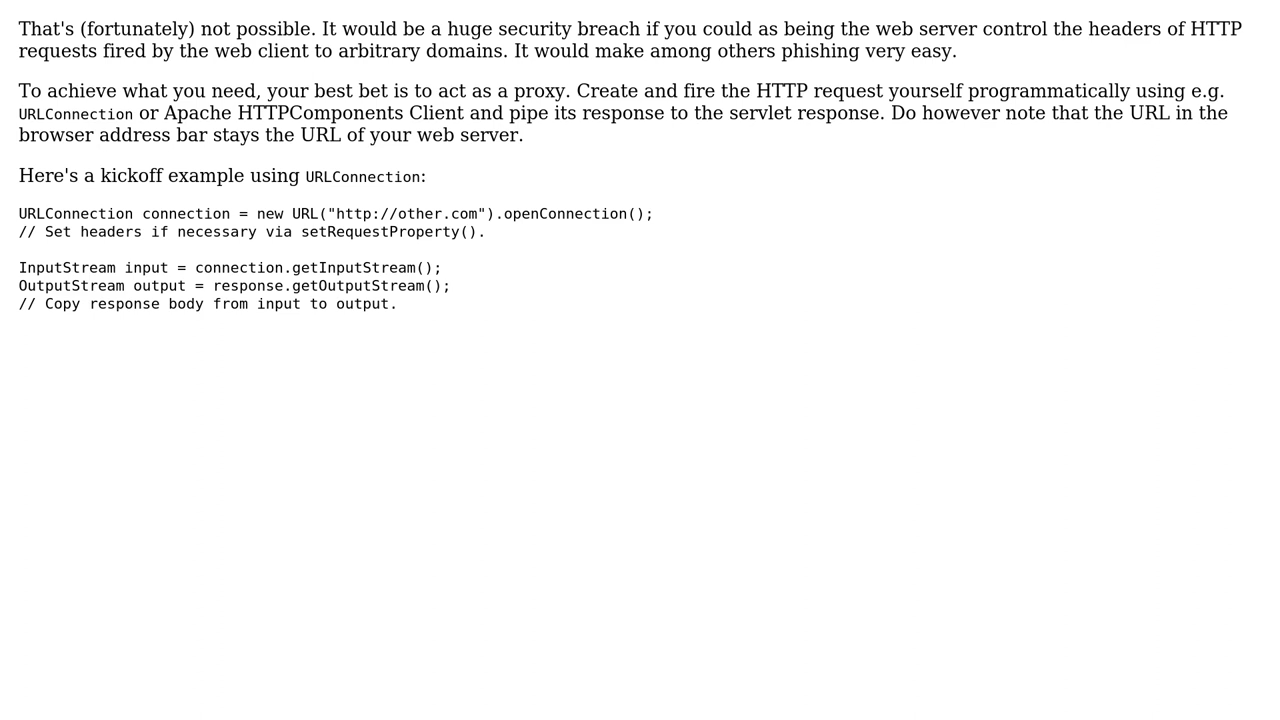 That's (fortunately) not possible. It would be a huge security breach if you could as being the web server control the headers of HTTP
requests fired by the web client to arbitrary domains. It would make among others phishing very easy.
To achieve what you need, your best bet is to act as a proxy. Create and fire the HTTP request yourself programmatically using e.g.
URLConnection or Apache HTTPComponents Client and pipe its response to the servlet response. Do however note that the URL in the
browser address bar stays the URL of your web server.
Here's a kickoff example using URLConnection:
URLConnection connection = new URL("http://other.com").openConnection();
// Set headers if necessary via setRequestProperty().
InputStream input = connection.getInputStream();
OutputStream output = response.getOutputStream();
// Copy response body from input to output.